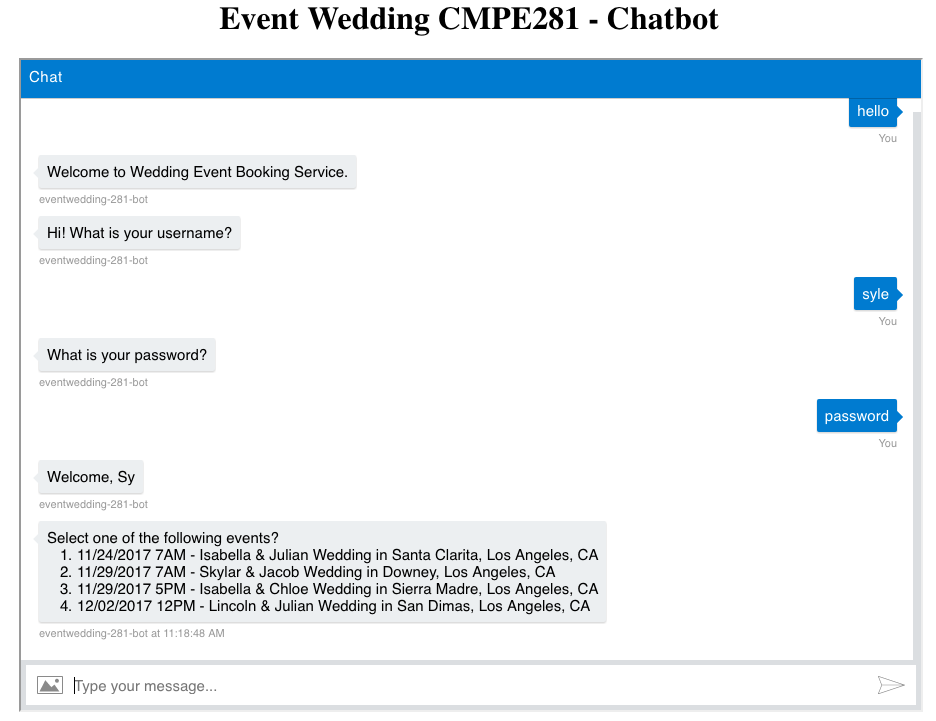 Event Wedding CMPE281 - Chatbot
Chat
hello
You
Welcome to Wedding Event Booking Service.
eventwedding-281-bot
Hi! What is your username?
eventwedding-281-bot
syle
You
What is your password?
eventwedding-281-bot
password
You
Welcome, Sy
eventwedding-281-bot
Select one of the following events?
1. 11/24/2017 7AM - Isabella & Julian Wedding in Santa Clarita, Los Angeles, CA
2. 11/29/2017 7AM - Skylar & Jacob Wedding in Downey, Los Angeles, CA
3. 11/29/2017 5PM - Isabella & Chloe Wedding in Sierra Madre, Los Angeles, CA
4. 12/02/2017 12PM - Lincoln & Julian Wedding in San Dimas, Los Angeles, CA
eventwedding-281-bot at 11:18:48 AM
Type your message...